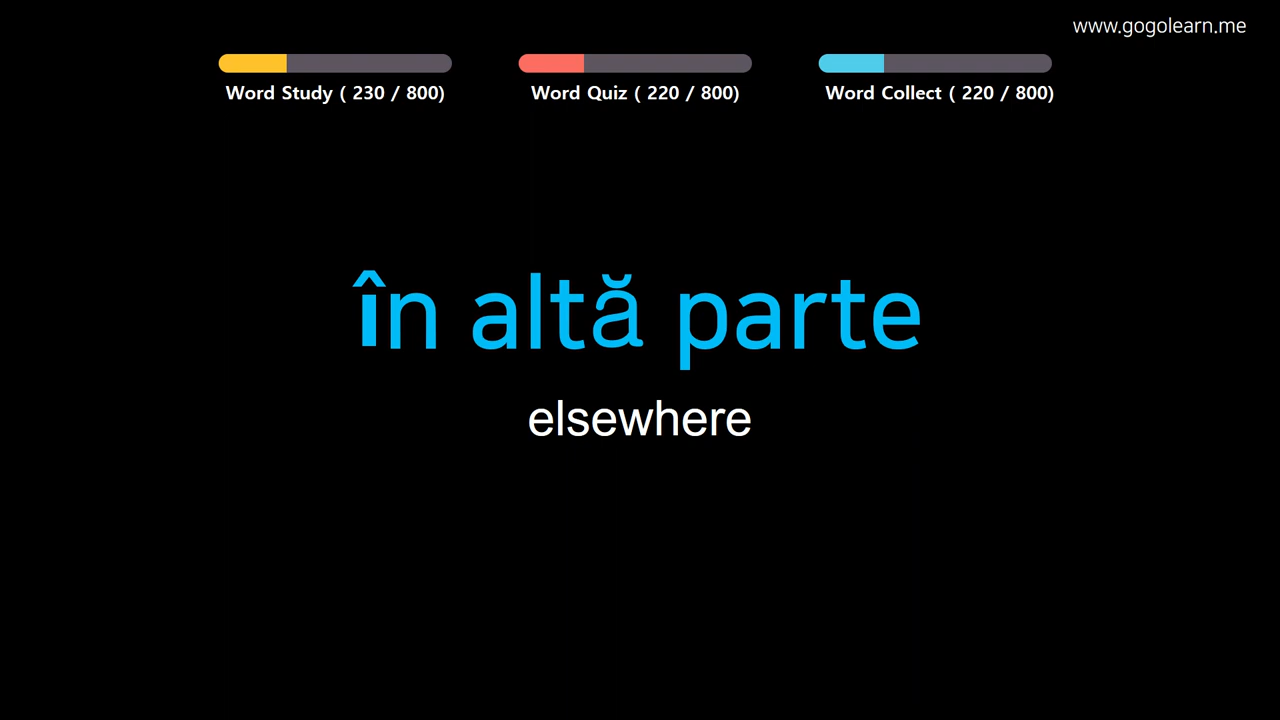 www.gogolearn.me
Word Study ( 230 / 800)
Word Quiz ( 220 / 800)
Word Collect ( 220 / 800)
în altă parte
elsewhere